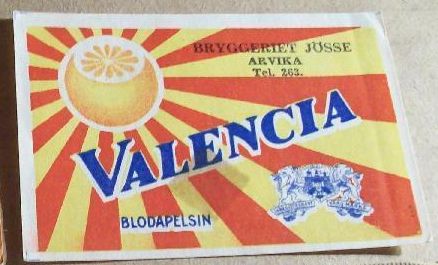 BRYGGERIET JÖSSE
ARVIKA
Tel. 263.
VALENCIA
BLODAPELSIN